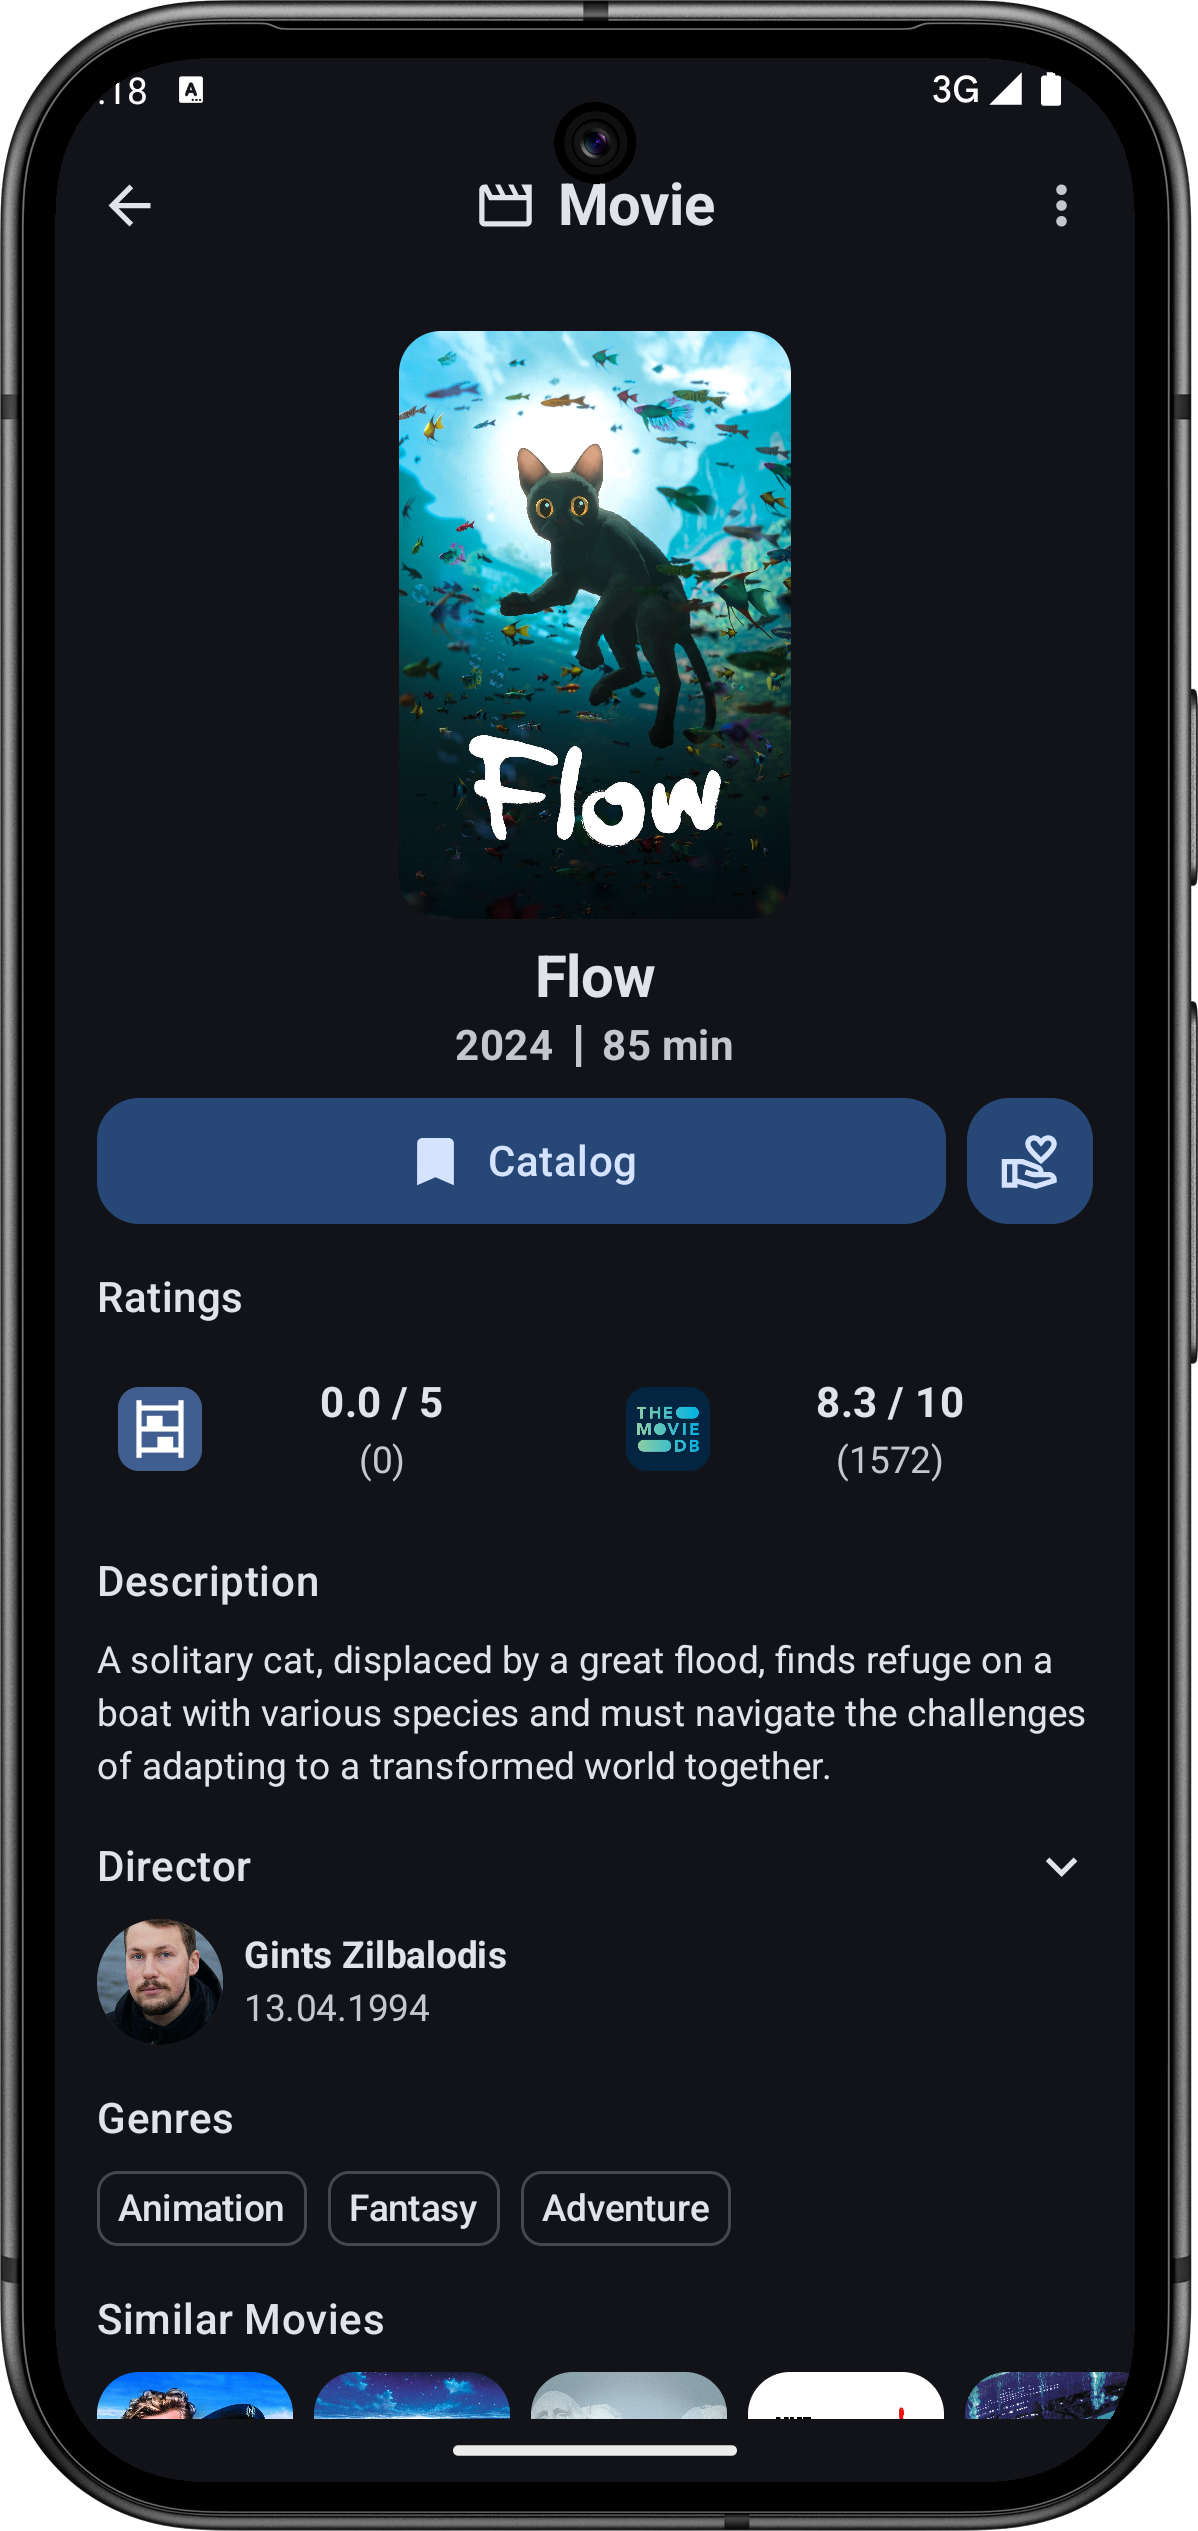 :18 A
3G
Movie
Flow
Flow
2024 | 85 min
Catalog
Ratings
0.0 / 5
(0)
THE
MOVIE
DB
8.3 / 10
(1572)
Description
A solitary cat, displaced by a great flood, finds refuge on a
boat with various species and must navigate the challenges
of adapting to a transformed world together.
Director
Gints Zilbalodis
13.04.1994
Genres
Animation
Fantasy
Adventure
Similar Movies